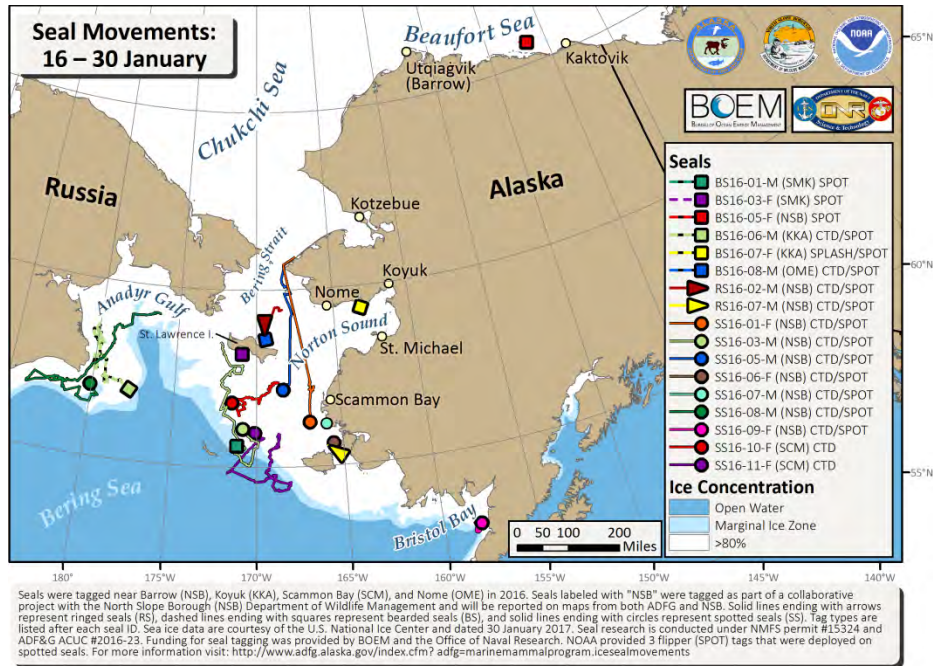 Seal Movements:
16 – 30 January
Beaufort Sea
Chukchi Sea
Utqiaġvik
(Barrow)
Kaktovik
65°N
NOAA
BOEM
BUREAU OF OCEAN ENERGY MANAGEMENT
DEPARTMENT OF THE NAVY
ONR
Science & Technology
Russia
Alaska
Kotzebue
Bering Strait
Koyuk
Nome
Norton Sound
St. Michael
Anadyr Gulf
St. Lawrence I.
Scammon Bay
Bering Sea
Bristol Bay
60°N
55°N
Seals
BS16-01-M (SMK) SPOT
BS16-03-F (SMK) SPOT
BS16-05-F (NSB) SPOT
BS16-06-M (KKA) CTD/SPOT
BS16-07-F (KKA) SPLASH/SPOT
BS16-08-M (OME) CTD/SPOT
RS16-02-M (NSB) CTD/SPOT
RS16-07-M (NSB) CTD/SPOT
SS16-01-F (NSB) CTD/SPOT
SS16-03-M (NSB) CTD/SPOT
SS16-05-M (NSB) CTD/SPOT
SS16-06-F (NSB) CTD/SPOT
SS16-07-M (NSB) CTD/SPOT
SS16-08-M (NSB) CTD/SPOT
SS16-09-F (NSB) CTD/SPOT
SS16-10-F (SCM) CTD
SS16-11-F (SCM) CTD
Ice Concentration
Open Water
Marginal Ice Zone
>80%
0 50 100 200
Miles
180° 175°W 170°W 165°W 160°W 155°W 150°W 145°W 140°W
Seals were tagged near Barrow (NSB), Koyuk (KKA), Scammon Bay (SCM), and Nome (OME) in 2016. Seals labeled with "NSB" were tagged as part of a collaborative
project with the North Slope Borough (NSB) Department of Wildlife Management and will be reported on maps from both ADFG and NSB. Solid lines ending with arrows
represent ringed seals (RS), dashed lines ending with squares represent bearded seals (BS), and solid lines ending with circles represent spotted seals (SS). Tag types are
listed after each seal ID. Sea ice data are courtesy of the U.S. National Ice Center and dated 30 January 2017. Seal research is conducted under NMFS permit #15324 and
ADF&G ACUC #2016-23. Funding for seal tagging was provided by BOEM and the Office of Naval Research. NOAA provided 3 flipper (SPOT) tags that were deployed on
spotted seals. For more information visit: http://www.adfg.alaska.gov/index.cfm? adfg=marinemammalprogram.icesealmovements